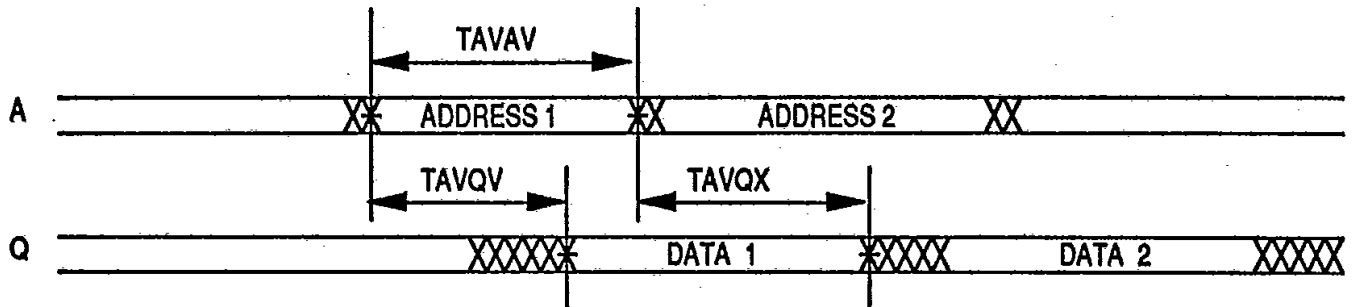 TAVAV
A ADDRESS 1 ADDRESS 2
TAVQV TAVQX
Q DATA 1 DATA 2